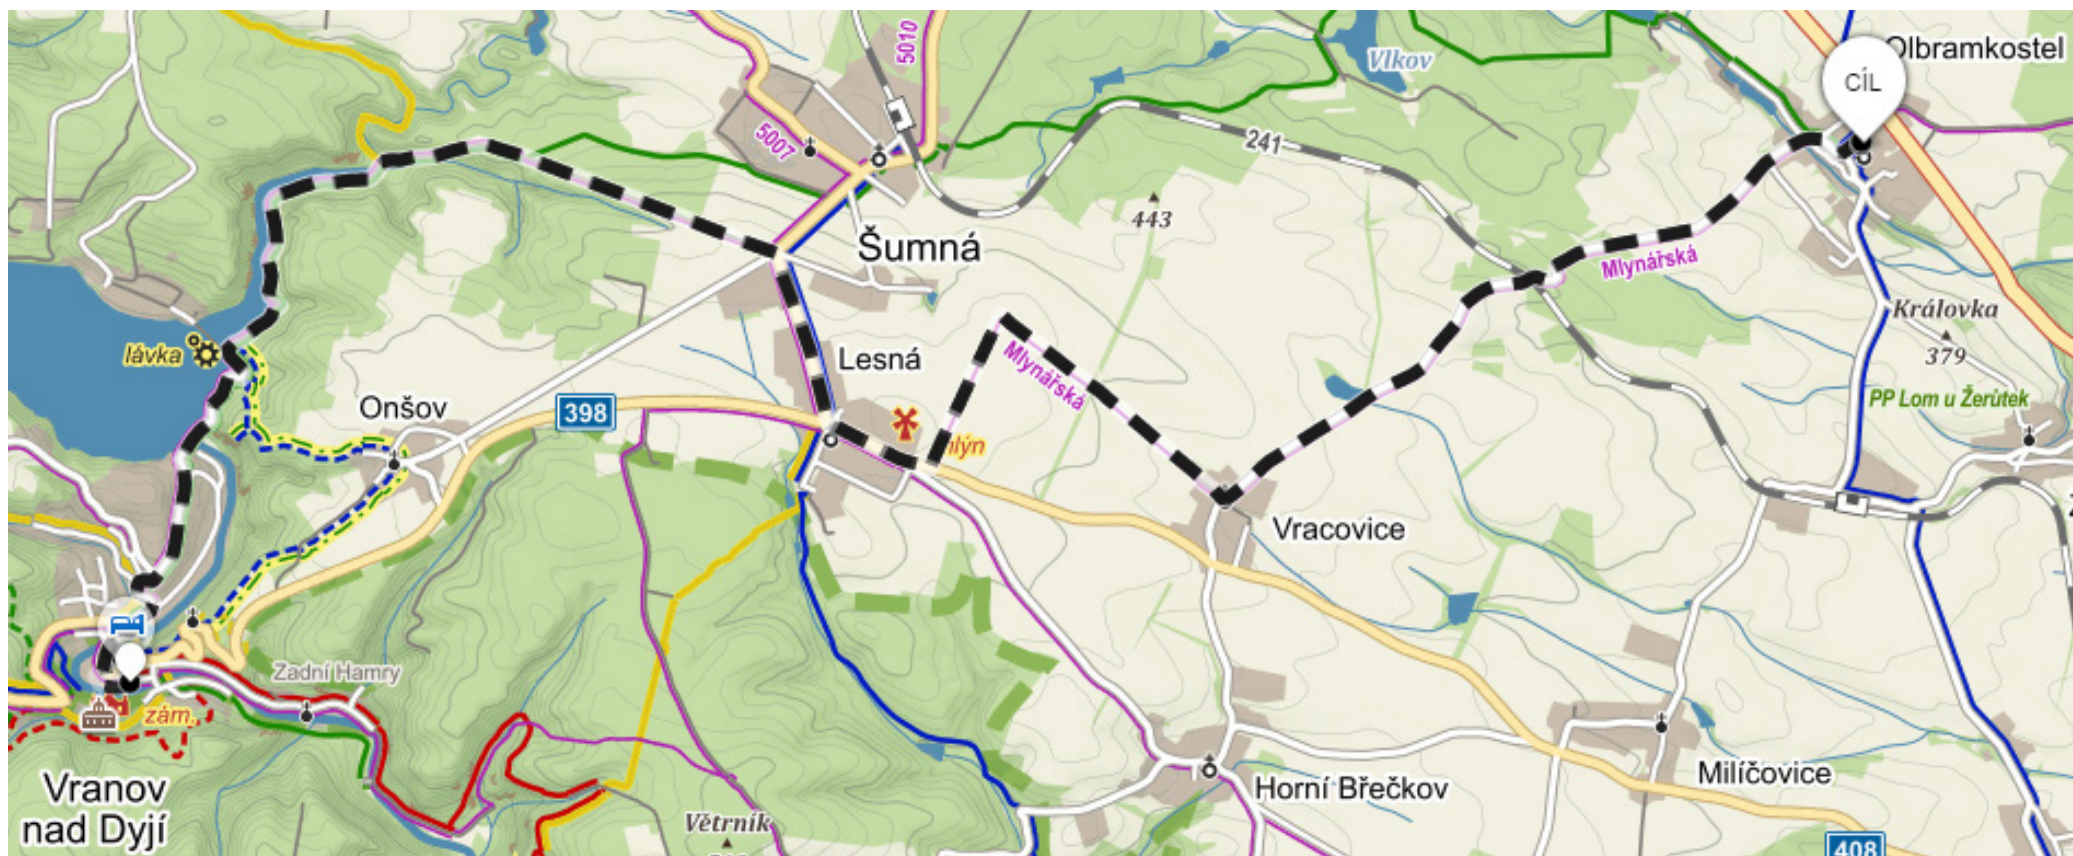 5010
Vlkov
Olbramkostel
CÍL
5007
241
443
Šumná
Mlynářská
Královka
379
lávka
Lesná
Mlynářská
PP Lom u Žerůtek
Onšov
398
mlýn
Vracovice
Zadní Hamry
zám.
Vranov
nad Dyjí
Větrník
Horní Břečkov
Milíčovice
408